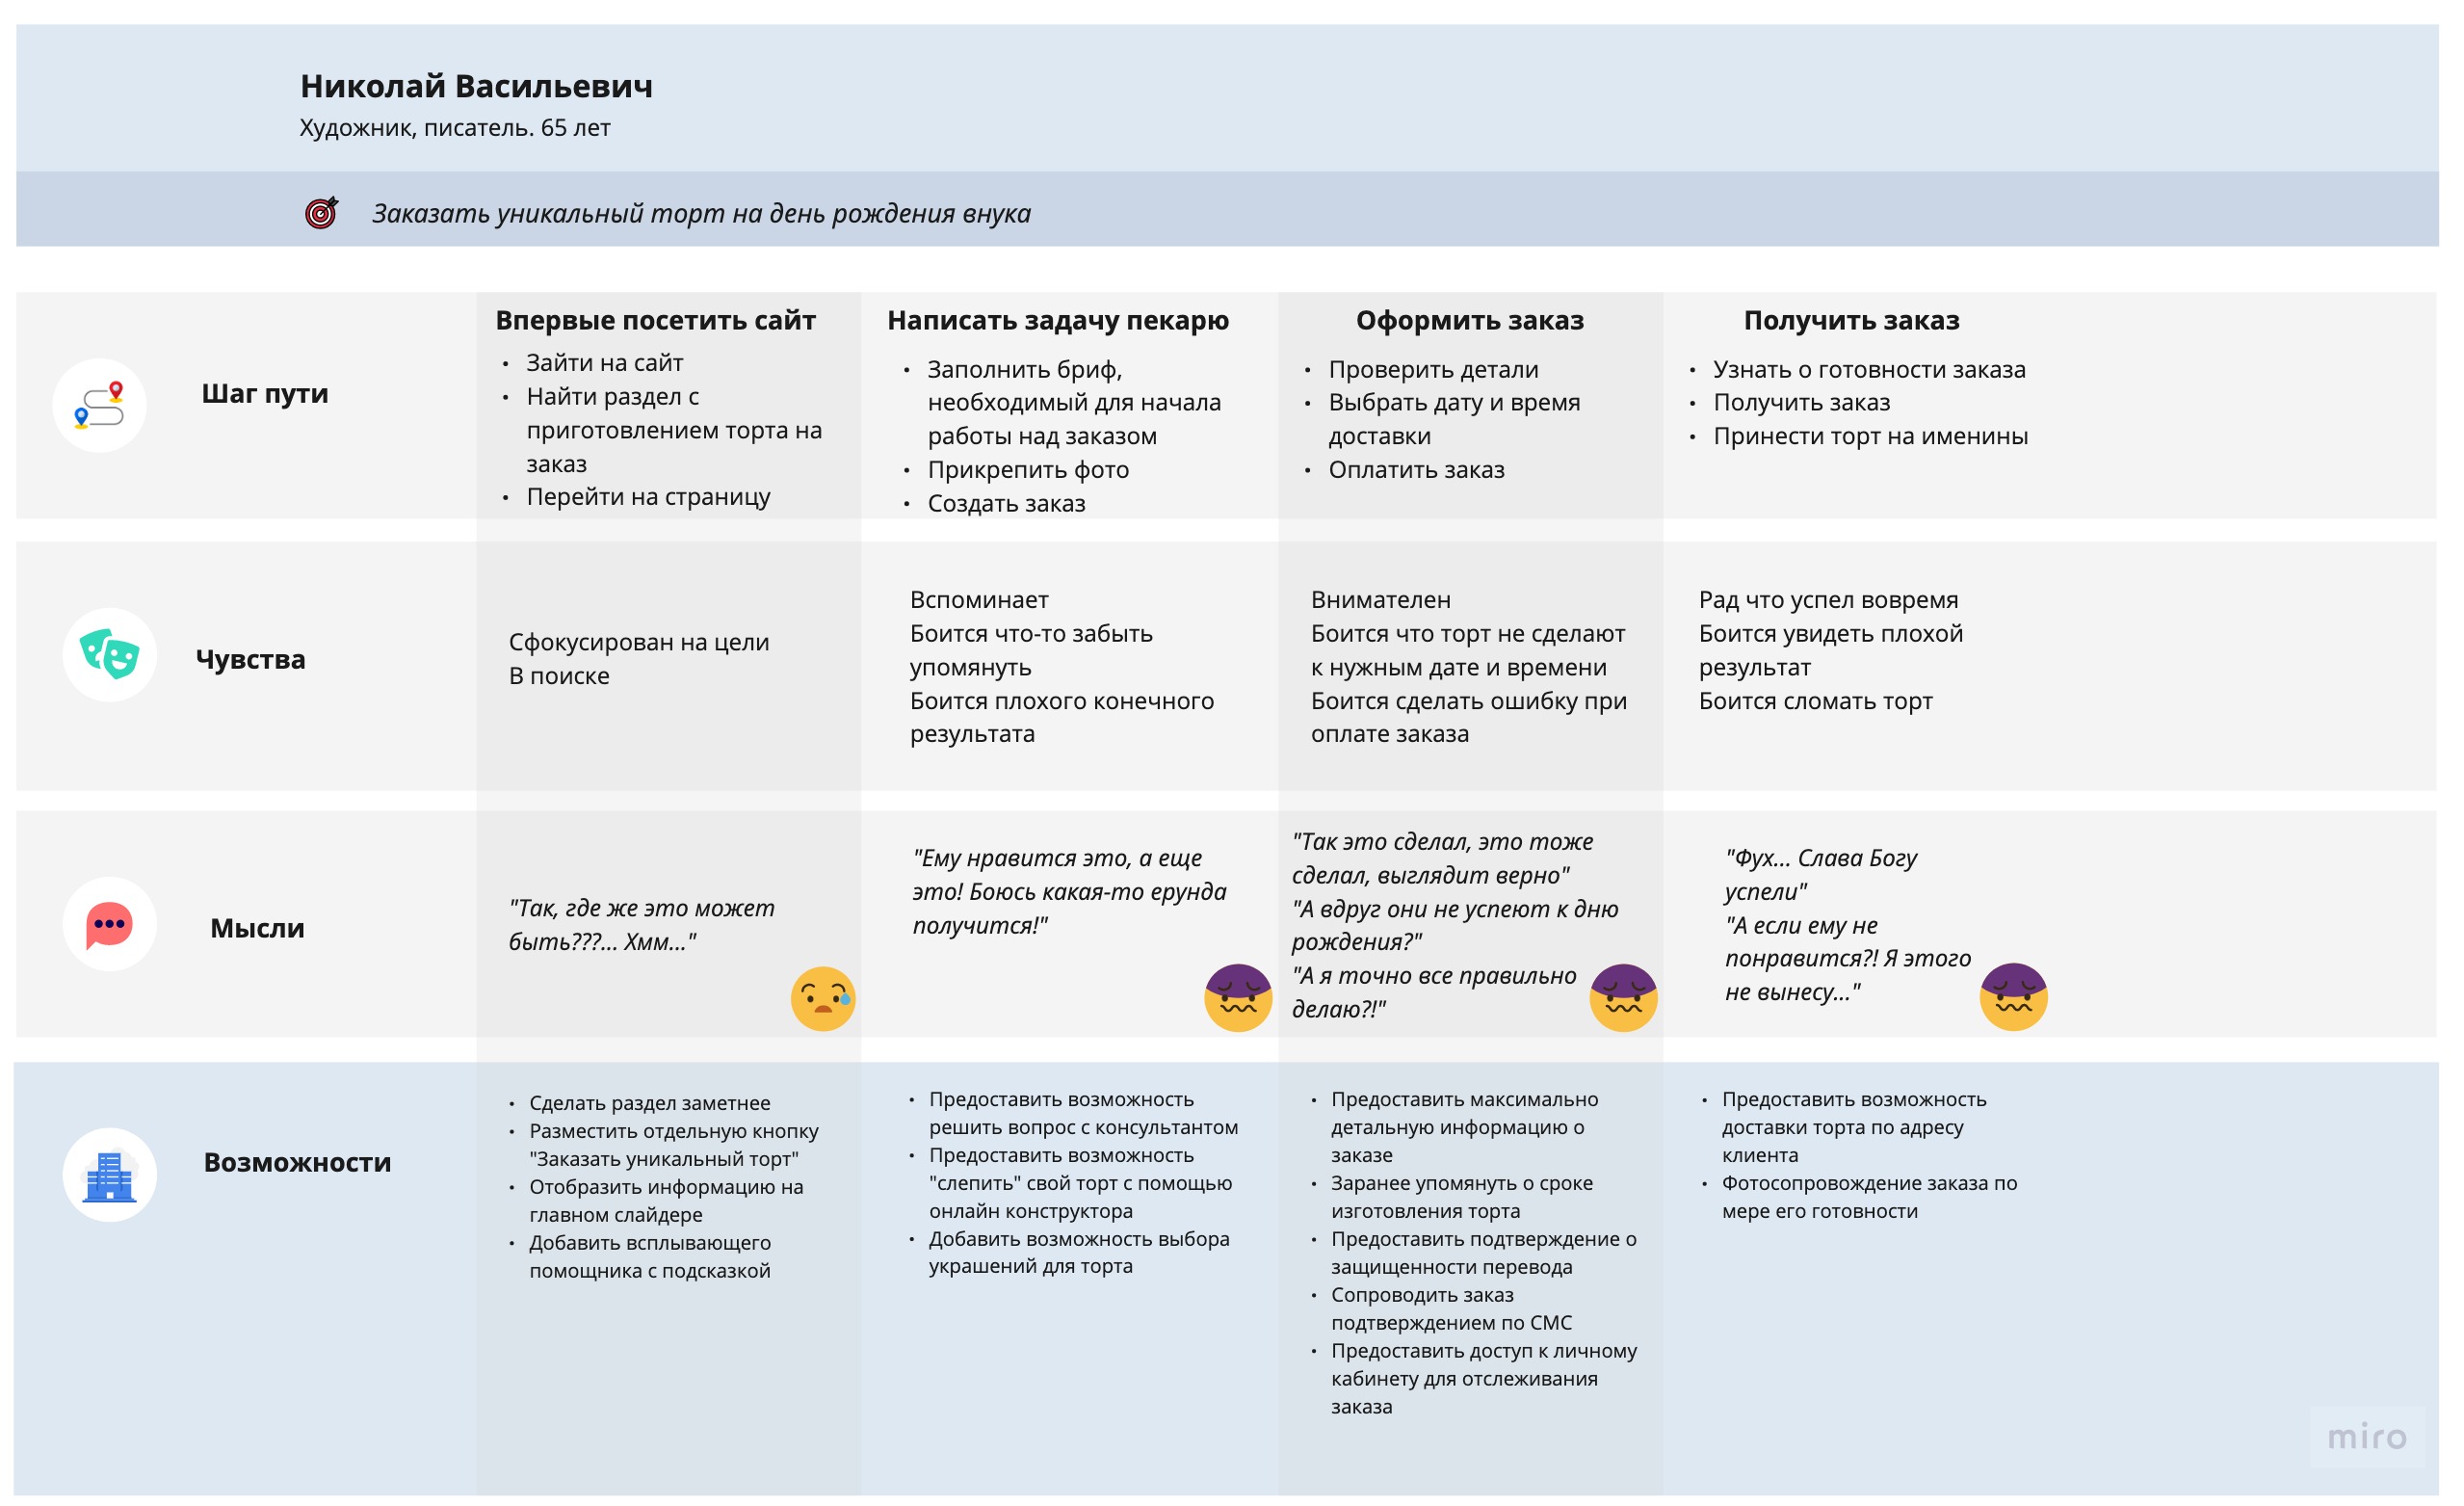 Николай Васильевич
Художник, писатель. 65 лет
Заказать уникальный торт на день рождения внука
Шаг пути
Впервые посетить сайт
• Зайти на сайт
• Найти раздел с
приготовлением торта на
заказ
• Перейти на страницу
Написать задачу пекарю
• Заполнить бриф,
необходимый для начала
работы над заказом
• Прикрепить фото
• Создать заказ
Оформить заказ
• Проверить детали
• Выбрать дату и время
доставки
• Оплатить заказ
Получить заказ
• Узнать о готовности заказа
• Получить заказ
• Принести торт на именины
Чувства
Сфокусирован на цели
В поиске
Вспоминает
Боится что-то забыть
упомянуть
Боится плохого конечного
результата
Внимателен
Боится что торт не сделают
к нужным дате и времени
Боится сделать ошибку при
оплате заказа
Рад что успел вовремя
Боится увидеть плохой
результат
Боится сломать торт
Мысли
"Так, где же это может
быть???... Хмм..."
"Ему нравится это, а еще
это! Боюсь какая-то ерунда
получится!"
"Так это сделал, это тоже
сделал, выглядит верно"
"А вдруг они не успеют к дню
рождения?"
"А я точно все правильно
делаю?!"
"Фух... Слава Богу
успели"
"А если ему не
понравится?! Я этого
не вынесу..."
Возможности
• Сделать раздел заметнее
• Разместить отдельную кнопку
"Заказать уникальный торт"
• Отобразить информацию на
главном слайдере
• Добавить всплывающего
помощника с подсказкой
• Предоставить возможность
решить вопрос с консультантом
• Предоставить возможность
"слепить" свой торт с помощью
онлайн конструктора
• Добавить возможность выбора
украшений для торта
• Предоставить максимально
детальную информацию о
заказе
• Заранее упомянуть о сроке
изготовления торта
• Предоставить подтверждение о
защищенности перевода
• Сопроводить заказ
подтверждением по СМС
• Предоставить доступ к личному
кабинету для отслеживания
заказа
• Предоставить возможность
доставки торта по адресу
клиента
• Фотосопровождение заказа по
мере его готовности
miro